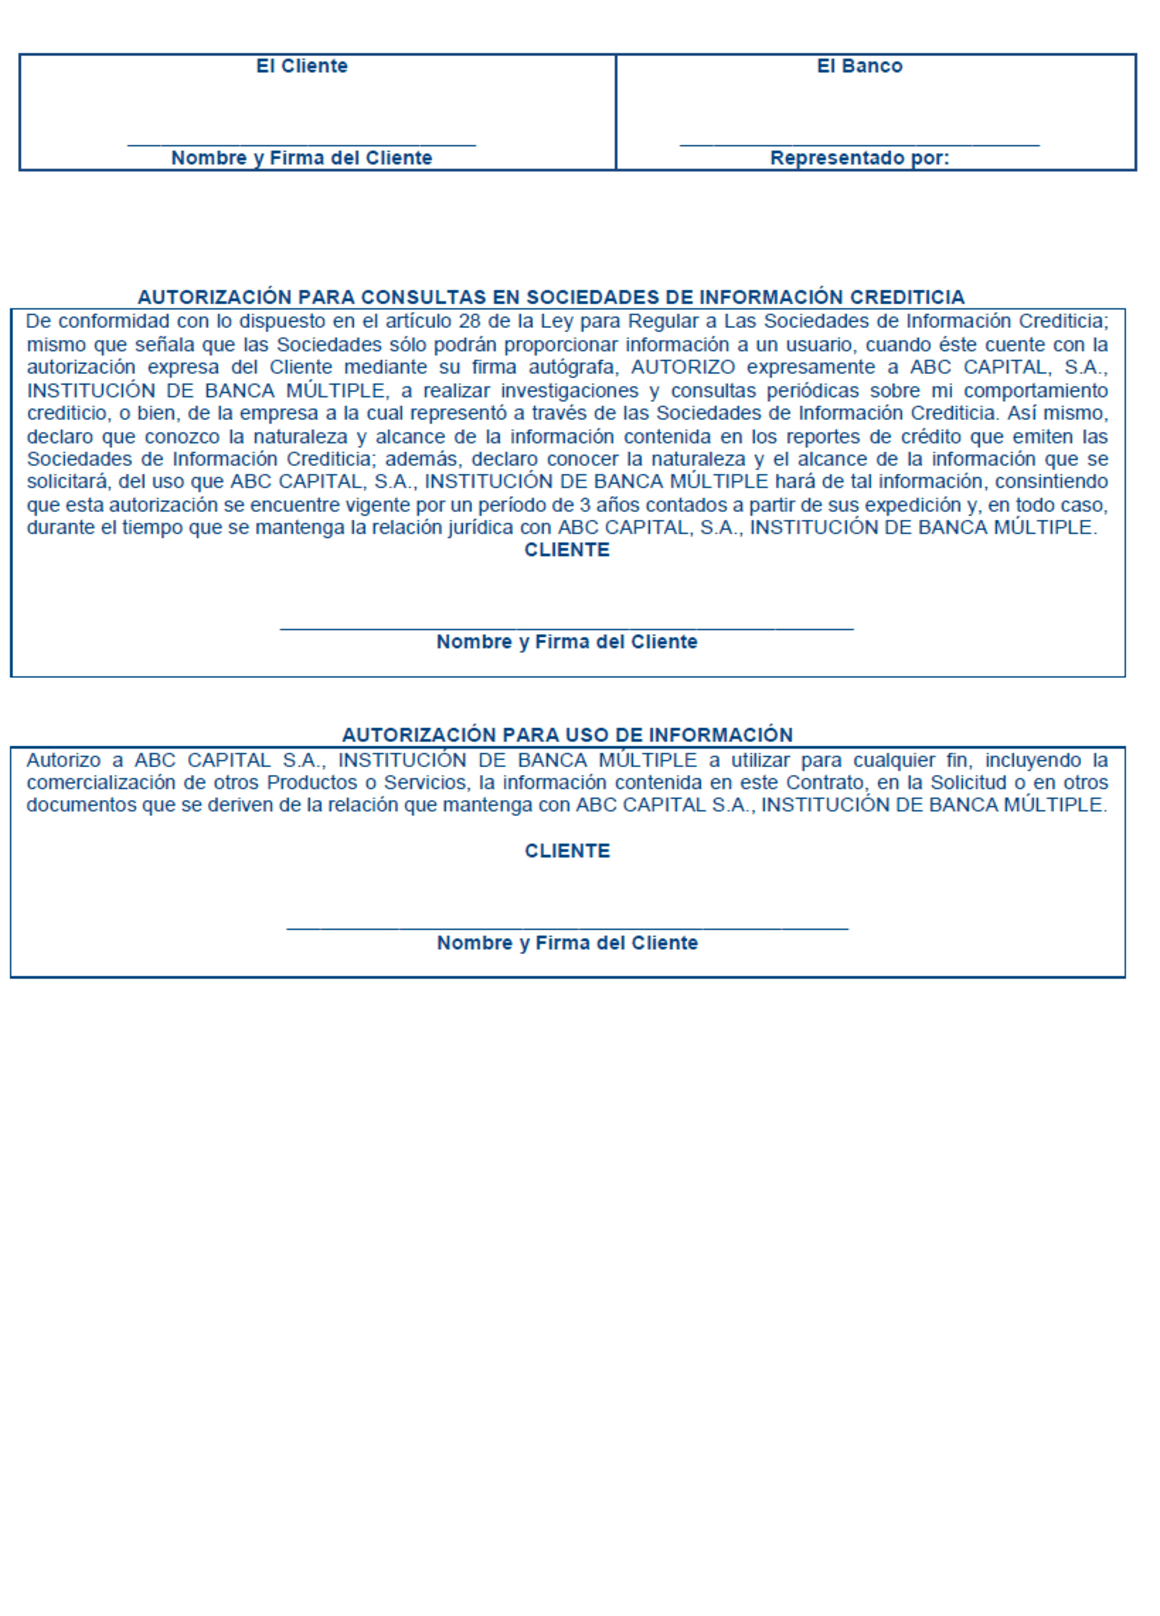 El Cliente
El Banco
Nombre y Firma del Cliente
Representado por:
AUTORIZACIÓN PARA CONSULTAS EN SOCIEDADES DE INFORMACIÓN CREDITICIA
De conformidad con lo dispuesto en el artículo 28 de la Ley para Regular a Las Sociedades de Información Crediticia;
mismo que señala que las Sociedades sólo podrán proporcionar información a un usuario, cuando éste cuente con la
autorización expresa del Cliente mediante su firma autógrafa, AUTORIZO expresamente a ABC CAPITAL, S.A.,
INSTITUCIÓN DE BANCA MÚLTIPLE, a realizar investigaciones y consultas periódicas sobre mi comportamiento
crediticio, o bien, de la empresa a la cual representó a través de las Sociedades de Información Crediticia. Así mismo,
declaro que conozco la naturaleza y alcance de la información contenida en los reportes de crédito que emiten las
Sociedades de Información Crediticia; además, declaro conocer la naturaleza y el alcance de la información que se
solicitará, del uso que ABC CAPITAL, S.A., INSTITUCIÓN DE BANCA MÚLTIPLE hará de tal información, consintiendo
que esta autorización se encuentre vigente por un período de 3 años contados a partir de sus expedición y, en todo caso,
durante el tiempo que se mantenga la relación jurídica con ABC CAPITAL, S.A., INSTITUCIÓN DE BANCA MÚLTIPLE.
CLIENTE
Nombre y Firma del Cliente
AUTORIZACIÓN PARA USO DE INFORMACIÓN
Autorizo a ABC CAPITAL S.A., INSTITUCIÓN DE BANCA MÚLTIPLE a utilizar para cualquier fin, incluyendo la
comercialización de otros Productos o Servicios, la información contenida en este Contrato, en la Solicitud o en otros
documentos que se deriven de la relación que mantenga con ABC CAPITAL S.A., INSTITUCIÓN DE BANCA MÚLTIPLE.
CLIENTE
Nombre y Firma del Cliente